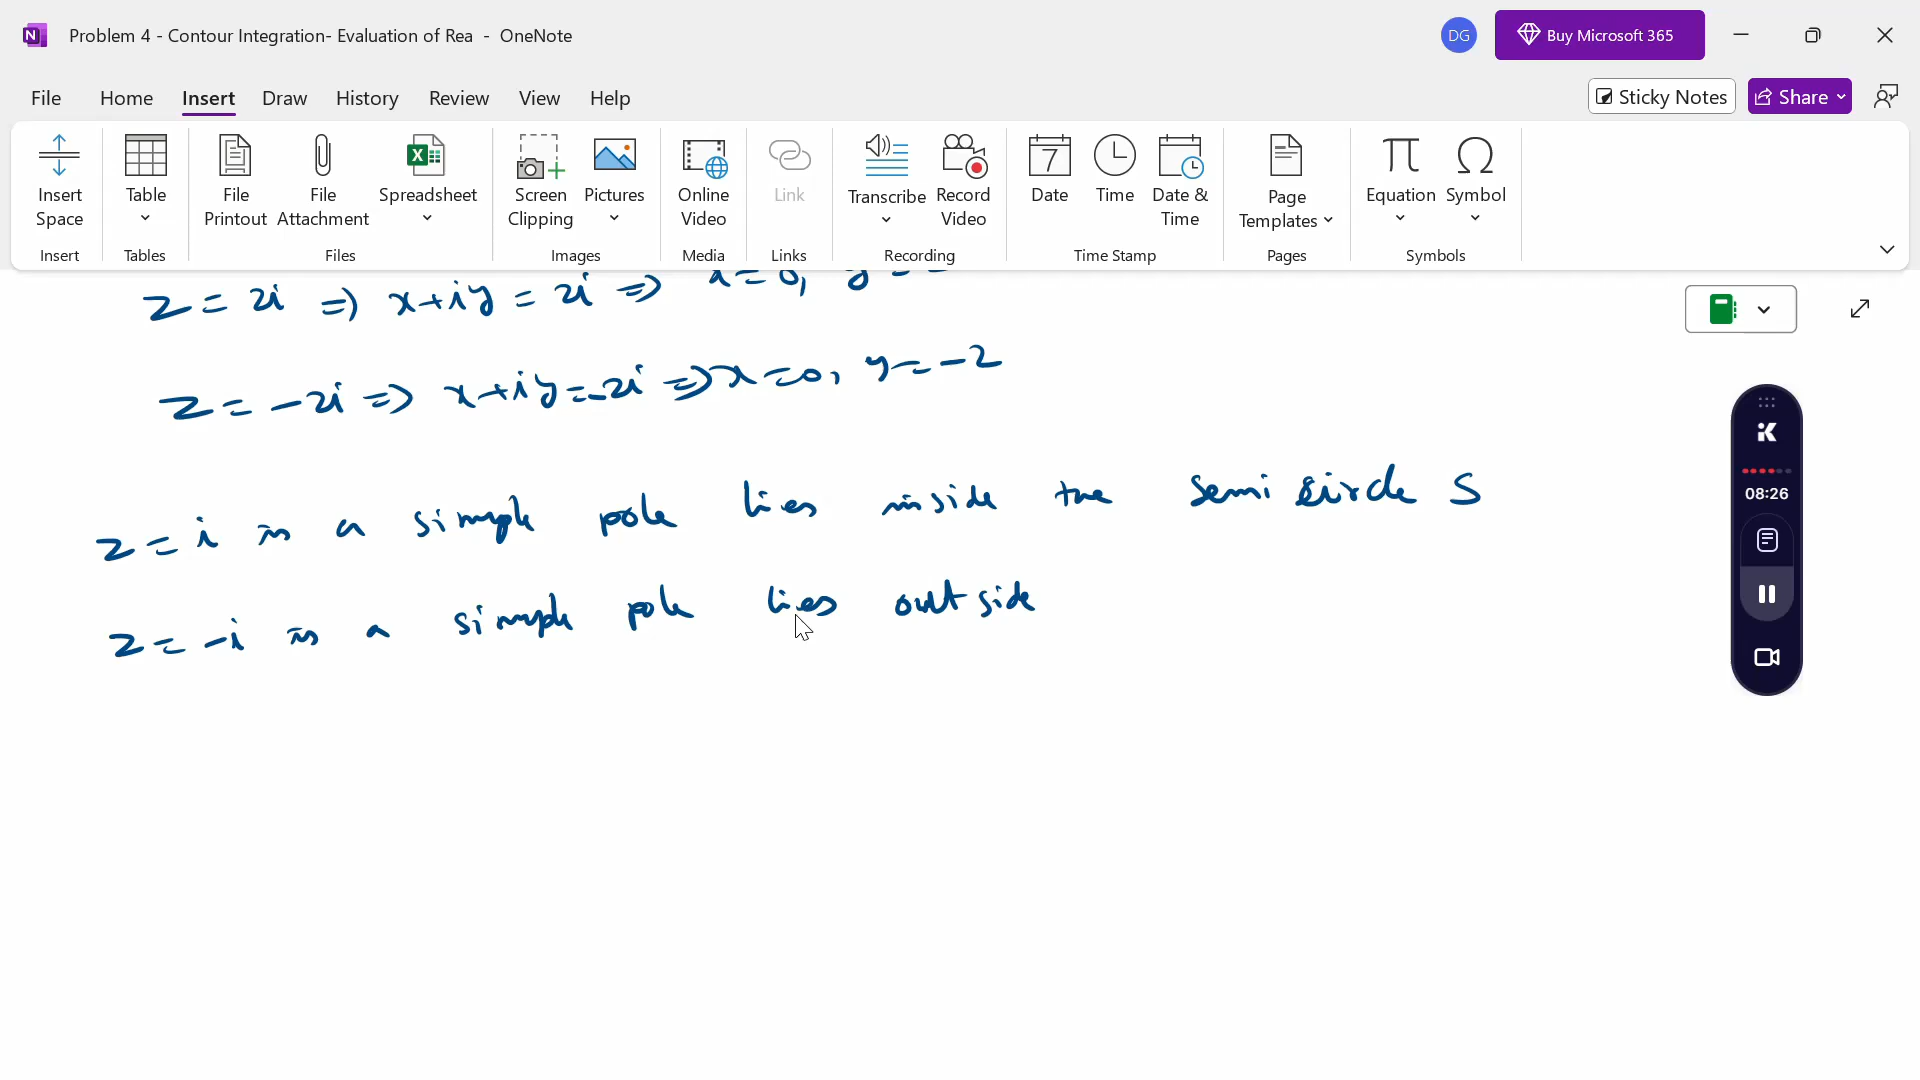 Problem 4 - Contour Integration- Evaluation of Rea - OneNote
DG
Buy Microsoft 365
File Home Insert Draw History Review View Help
Sticky Notes
Share
Insert Space
Table
File Printout
File Attachment
Spreadsheet
Screen Clipping
Pictures
Online Video
Link
Transcribe
Record Video
7
Date
Time
Date & Time
Page Templates
Equation
Symbol
Insert Tables Files Images Media Links Recording Time Stamp Pages Symbols
z = 2i ⇒ x+iy = 2i ⇒ x=0, y=
z = -2i ⇒ x+iy=-2i ⇒ x=0, y=-2
z = i is a simple pole lies inside the semi circle S
z = -i is a simple pole lies outside
08:26